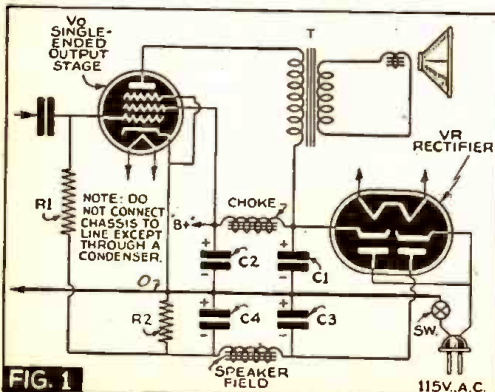 Vo
SINGLE-
ENDED
OUTPUT
STAGE
T
VR
RECTIFIER
R1
NOTE: DO
NOT CONNECT
CHASSIS TO
LINE EXCEPT
THROUGH A
CONDENSER.
"B+"
CHOKE
+
C2
-
+
C1
-
R2
+
C4
-
+
C3
-
SW.
SPEAKER
FIELD
FIG. 1
115V., A.C.